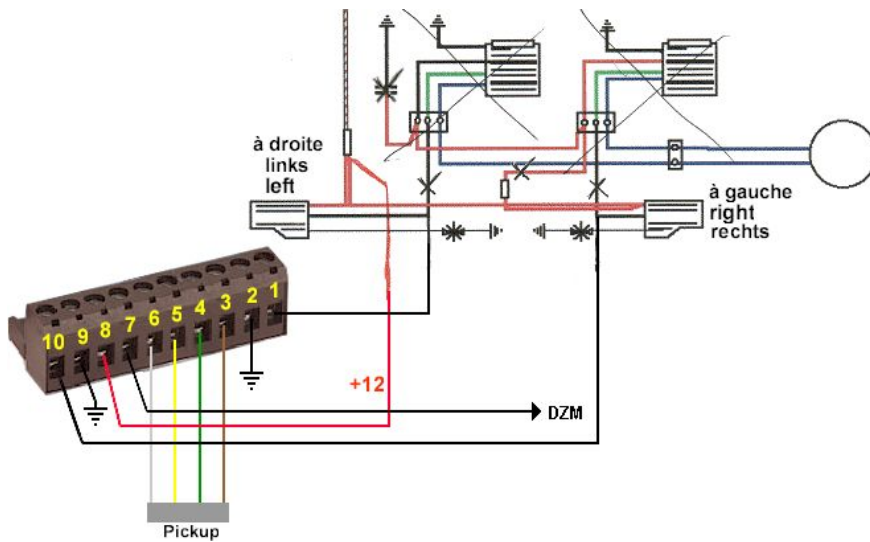 à droite
links
left
à gauche
right
rechts
10 9 8 7 6 5 4 3 2 1
+12
DZM
Pickup